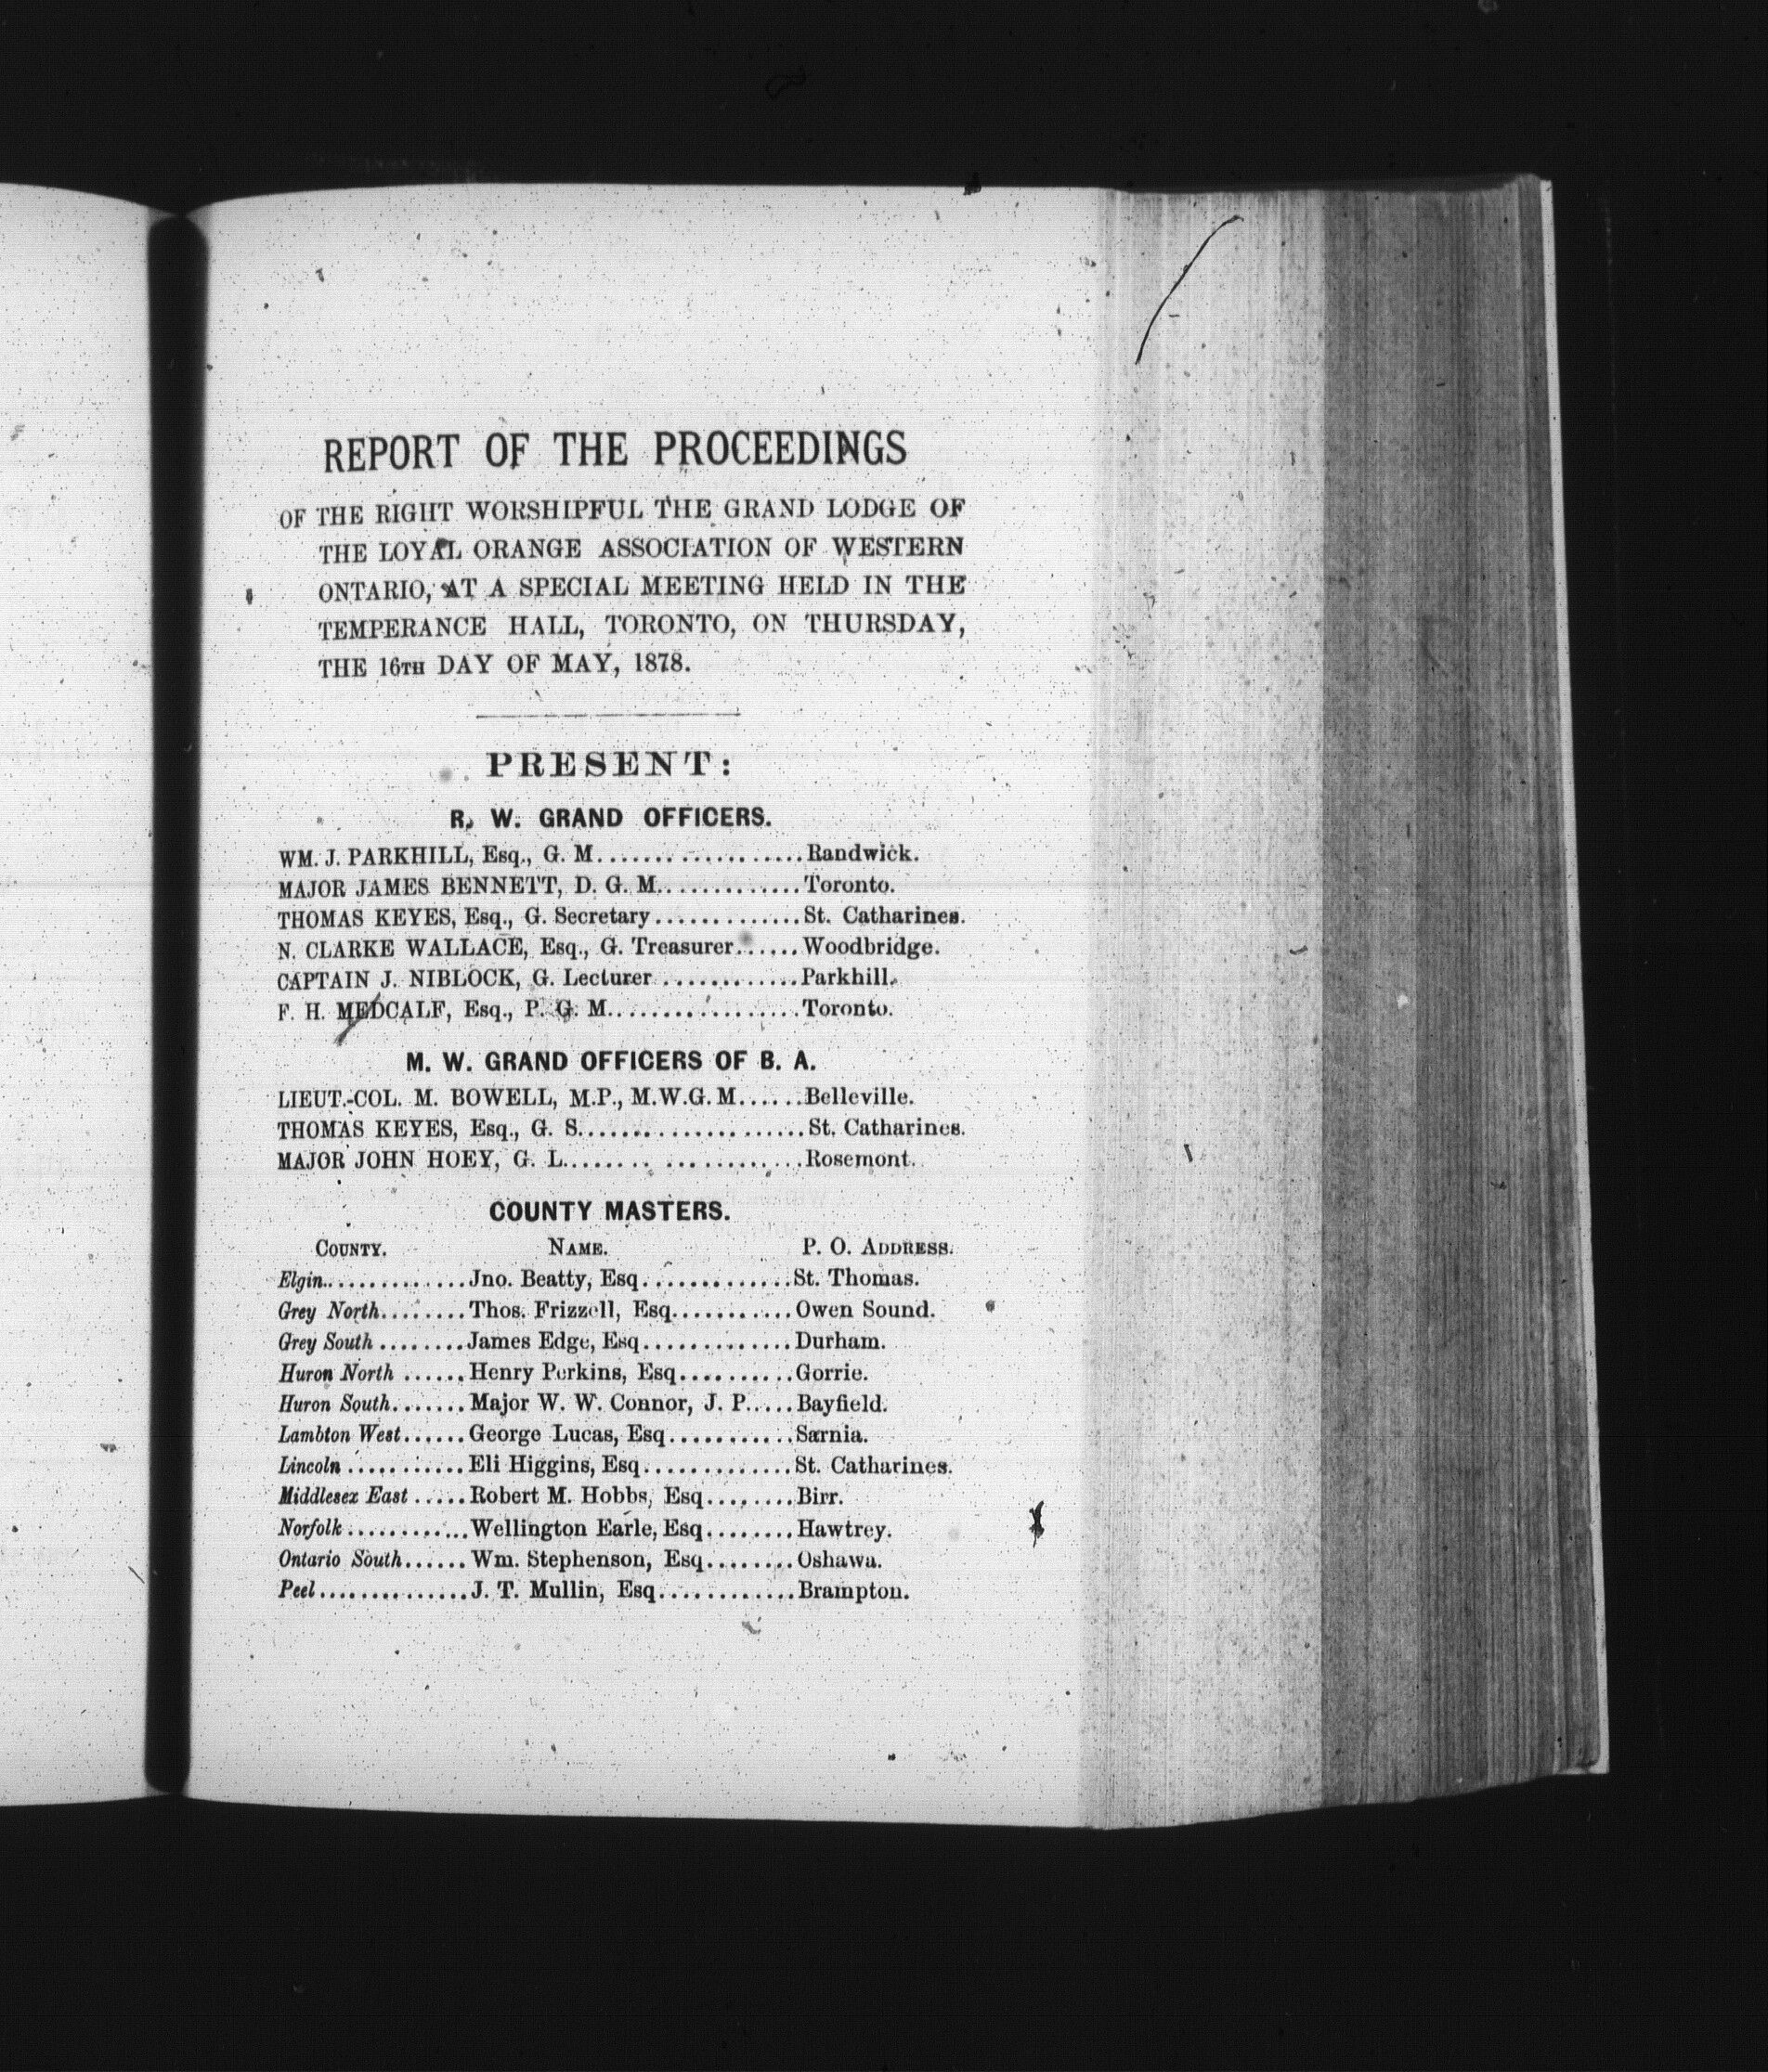 REPORT OF THE PROCEEDINGS
OF THE RIGHT WORSHIPFUL THE GRAND LODGE OF
THE LOYAL ORANGE ASSOCIATION OF WESTERN
ONTARIO, AT A SPECIAL MEETING HELD IN THE
TEMPERANCE HALL, TORONTO, ON THURSDAY,
THE 16TH DAY OF MAY, 1878.
PRESENT:
R. W. GRAND OFFICERS.
WM. J. PARKHILL, Esq., G. M...................Randwick.
MAJOR JAMES BENNETT, D. G. M.............Toronto.
THOMAS KEYES, Esq., G. Secretary.............St. Catharines.
N. CLARKE WALLACE, Esq., G. Treasurer......Woodbridge.
CAPTAIN J. NIBLOCK, G. Lecturer ............Parkhill.
F. H. MEDCALF, Esq., P. G. M..................Toronto.
M. W. GRAND OFFICERS OF B. A.
LIEUT.-COL. M. BOWELL, M.P., M.W.G.M......Belleville.
THOMAS KEYES, Esq., G. S.....................St. Catharines.
MAJOR JOHN HOEY, G. L........ .............Rosemont.
COUNTY MASTERS.
COUNTY. NAME. P. O. ADDRESS.
Elgin..............Jno. Beatty, Esq.............St. Thomas.
Grey North........Thos. Frizzell, Esq...........Owen Sound.
Grey South ........James Edge, Esq.............Durham.
Huron North ......Henry Perkins, Esq..........Gorrie.
Huron South.......Major W. W. Connor, J. P.....Bayfield.
Lambton West......George Lucas, Esq...........Sarnia.
Lincoln ...........Eli Higgins, Esq.............St. Catharines.
Middlesex East .....Robert M. Hobbs, Esq........Birr.
Norfolk ............Wellington Earle, Esq........Hawtrey.
Ontario South......Wm. Stephenson, Esq........Oshawa.
Peel..............J. T. Mullin, Esq............Brampton.